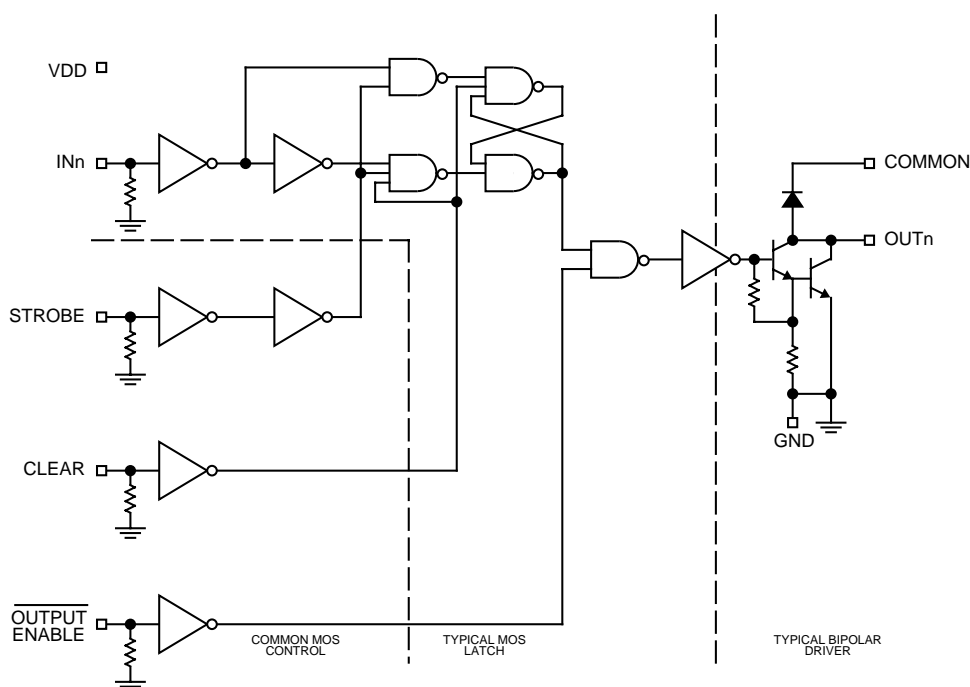 VDD
INn
COMMON
OUTn
STROBE
GND
CLEAR
OUTPUT
ENABLE
COMMON MOS
CONTROL
TYPICAL MOS
LATCH
TYPICAL BIPOLAR
DRIVER